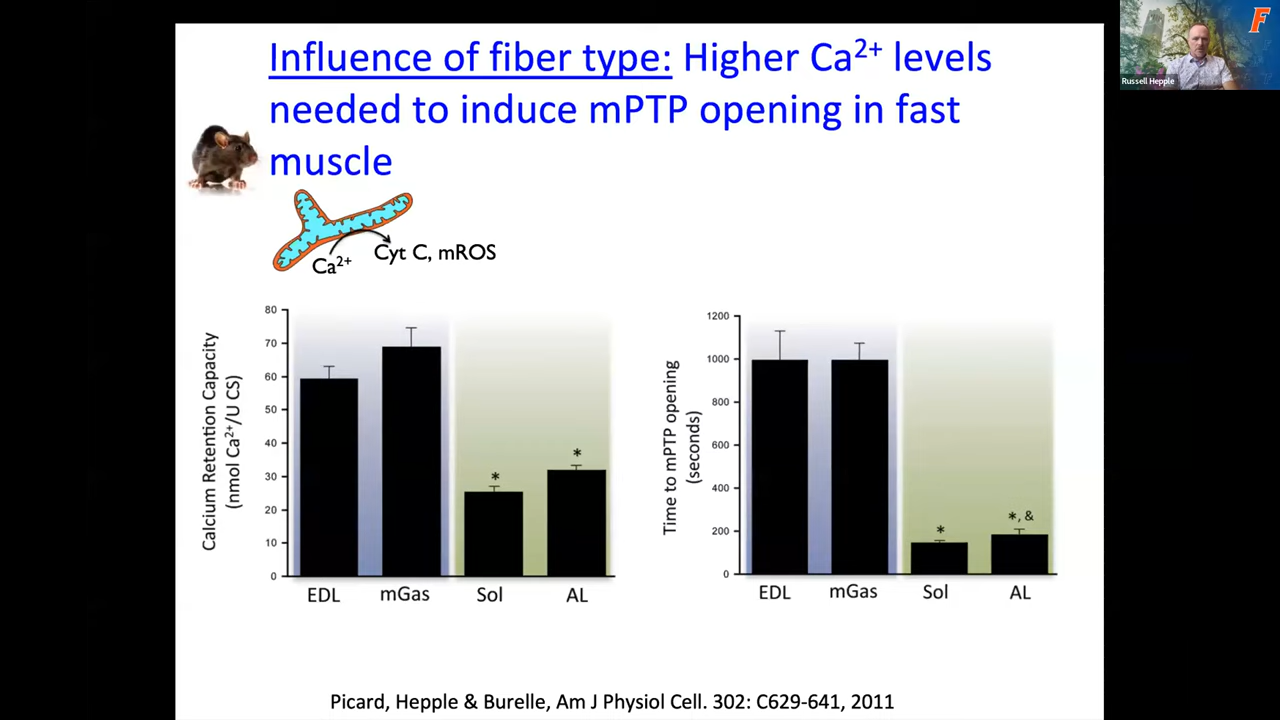 Influence of fiber type: Higher Ca²⁺ levels
needed to induce mPTP opening in fast
muscle
F
Russell Hepple
Ca²⁺
Cyt C, mROS
Calcium Retention Capacity
(nmol Ca²⁺/U CS)
80
70
60
50
40
30
20
10
0
*
*
EDL mGas Sol AL
Time to mPTP opening
(seconds)
1200
1000
800
600
400
200
0
*
*, &
EDL mGas Sol AL
Picard, Hepple & Burelle, Am J Physiol Cell. 302: C629-641, 2011